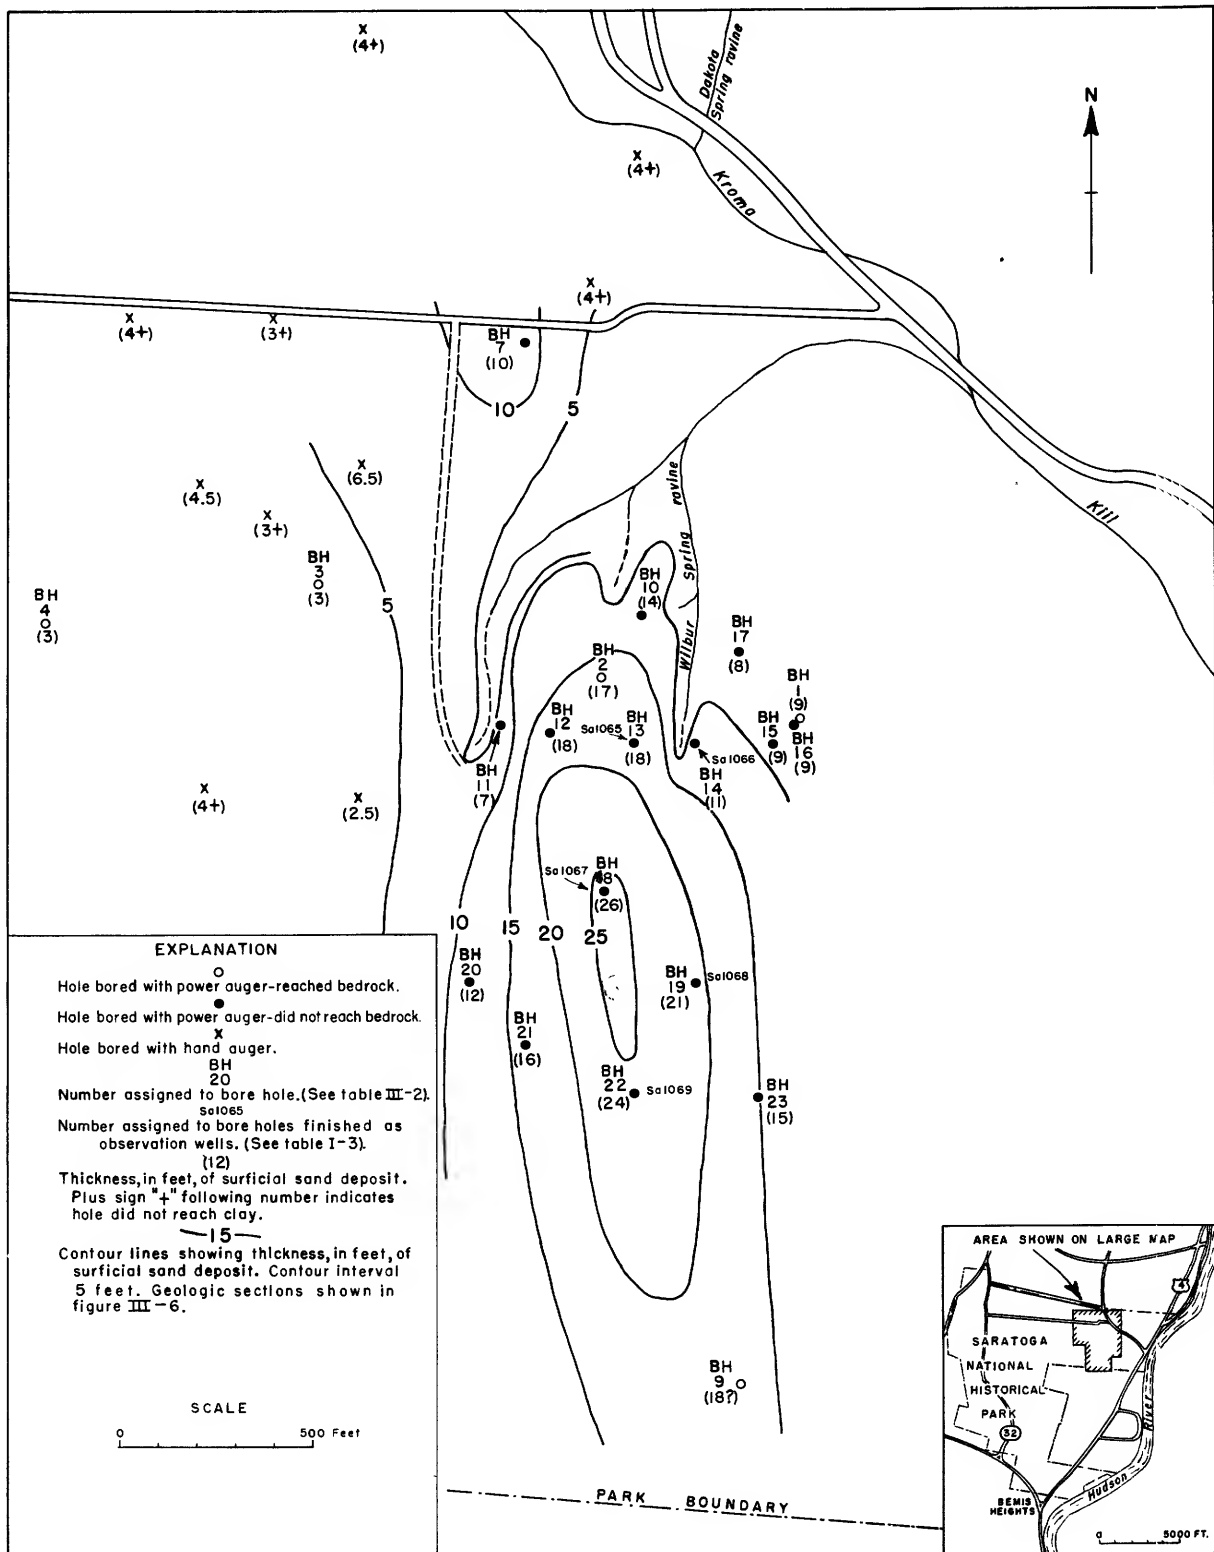 X
(4+)
Dakota
Spring ravine
N
X
(4+)
Kroma
X
(4+)
X
(4+)
X
(3+)
BH
7
(10)
10
5
X
(6.5)
X
(4.5)
X
(3+)
ravine
Spring
Wilbur
Kill
BH
3
(3)
BH
4
(3)
5
BH
10
(14)
BH
17
(8)
BH
2
(17)
BH
1
(9)
BH
12
(18)
Sa1065
BH
13
(18)
BH
15
(9)
BH
16
(9)
Sa1066
BH
14
(11)
BH
11
(7)
X
(4+)
X
(2.5)
Sa1067
BH
18
(26)
10
15
20
25
BH
20
(12)
BH
19
(21)
Sa1068
BH
21
(16)
BH
22
(24)
Sa1069
BH
23
(15)
BH
9
(18?)
PARK BOUNDARY
EXPLANATION
Hole bored with power auger-reached bedrock.
Hole bored with power auger-did not reach bedrock.
X
Hole bored with hand auger.
BH
20
Number assigned to bore hole.(See table III-2).
Sa1065
Number assigned to bore holes finished as
observation wells. (See table I-3).
(12)
Thickness, in feet, of surficial sand deposit.
Plus sign "+" following number indicates
hole did not reach clay.
15
Contour lines showing thickness, in feet, of
surficial sand deposit. Contour interval
5 feet. Geologic sections shown in
figure III-6.
SCALE
0 500 Feet
AREA SHOWN ON LARGE MAP
4
SARATOGA
NATIONAL
HISTORICAL
PARK
32
River
Hudson
BEMIS
HEIGHTS
0 5000 FT.